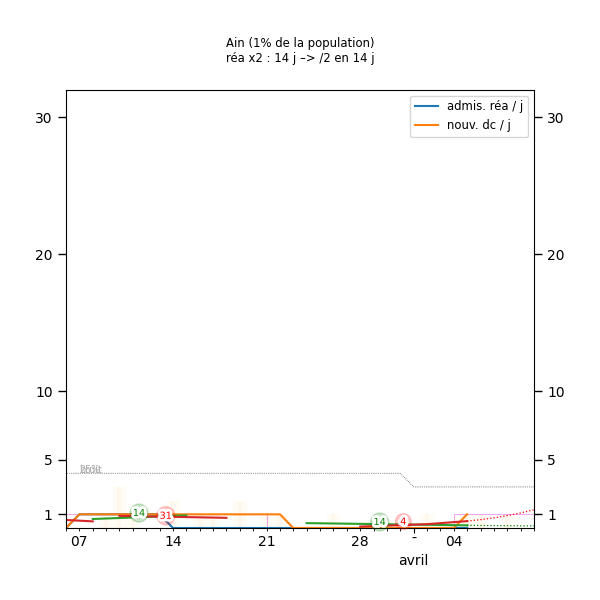 Ain (1% de la population)
réa x2 : 14 j –> /2 en 14 j
admis. réa / j
nouv. dc / j
30 30
20 20
10 10
5 5
1 1
14 31 14 4
07 14 21 28 - 04
avril